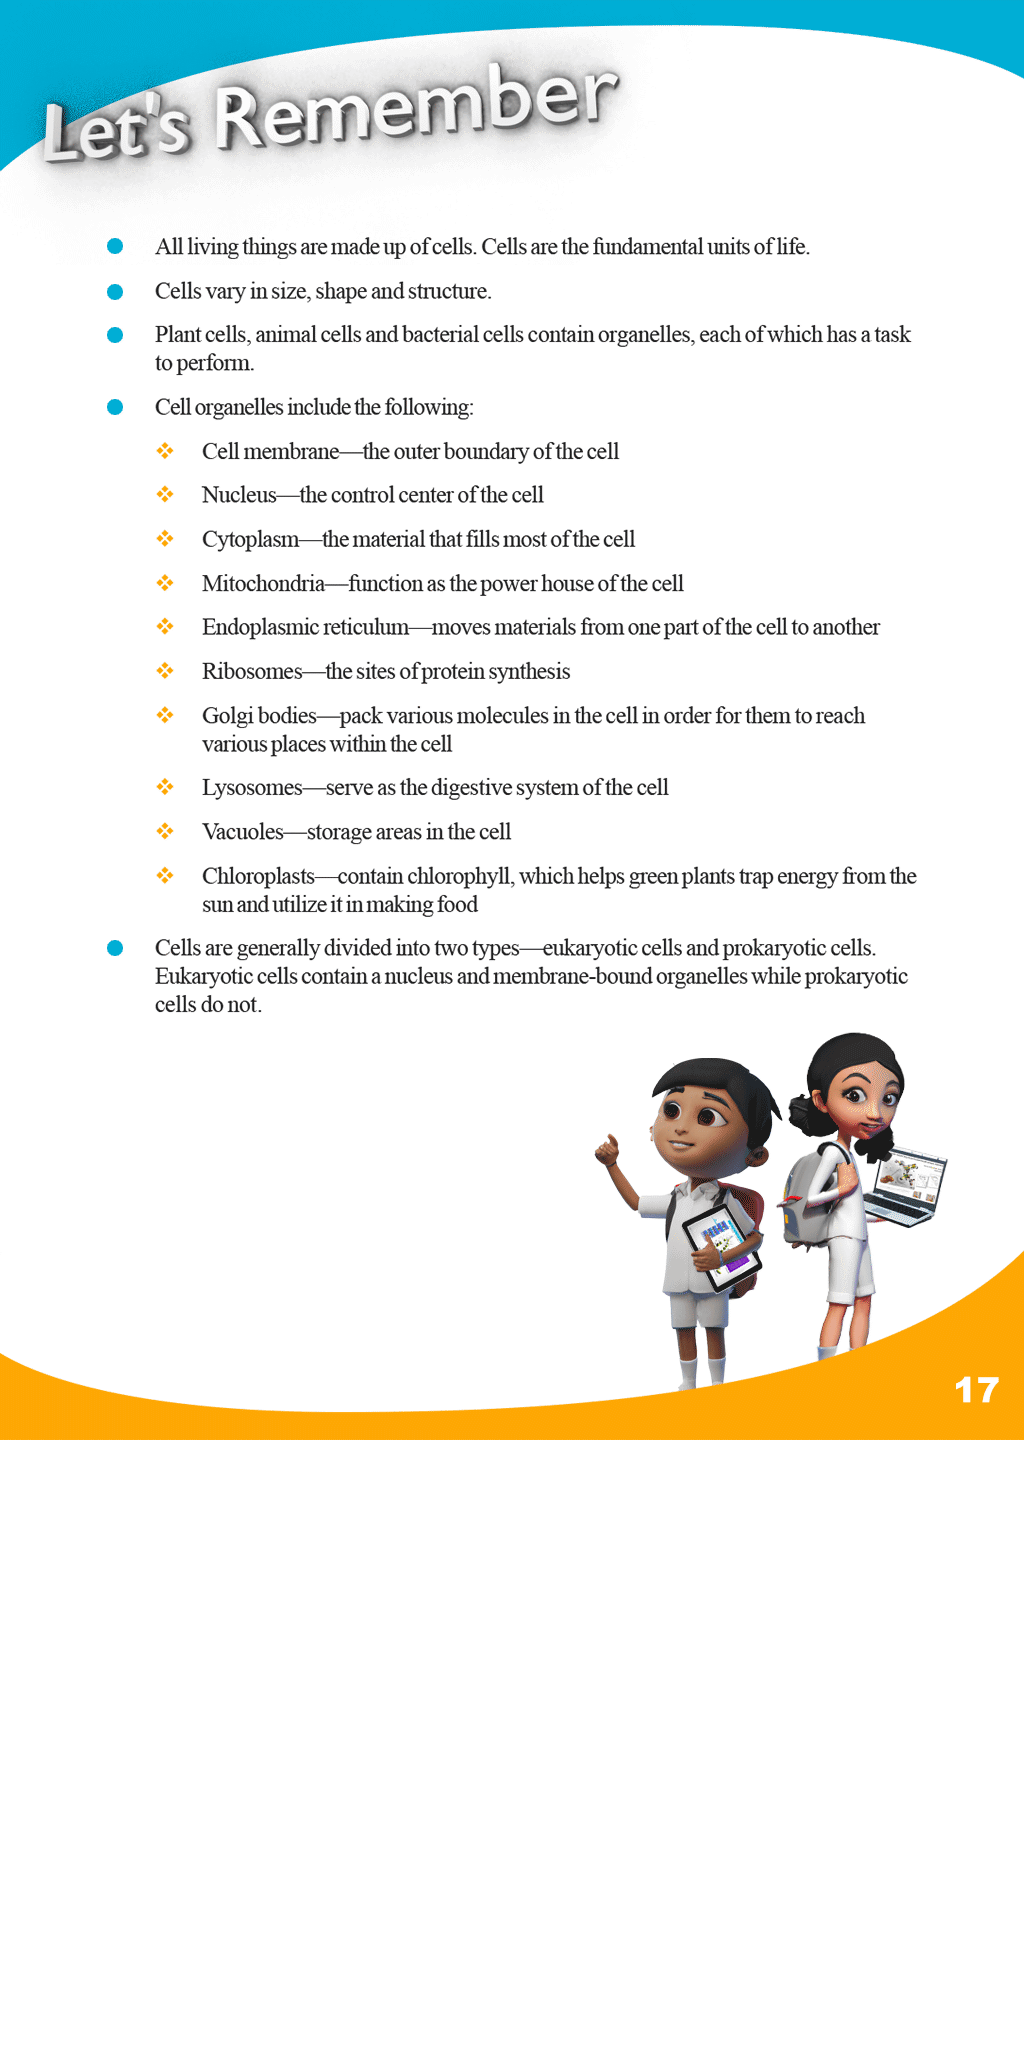 Let's Remember
All living things are made up of cells. Cells are the fundamental units of life.
Cells vary in size, shape and structure.
Plant cells, animal cells and bacterial cells contain organelles, each of which has a task
to perform.
Cell organelles include the following:
Cell membrane—the outer boundary of the cell
Nucleus—the control center of the cell
Cytoplasm—the material that fills most of the cell
Mitochondria—function as the power house of the cell
Endoplasmic reticulum—moves materials from one part of the cell to another
Ribosomes—the sites of protein synthesis
Golgi bodies—pack various molecules in the cell in order for them to reach
various places within the cell
Lysosomes—serve as the digestive system of the cell
Vacuoles—storage areas in the cell
Chloroplasts—contain chlorophyll, which helps green plants trap energy from the
sun and utilize it in making food
Cells are generally divided into two types—eukaryotic cells and prokaryotic cells.
Eukaryotic cells contain a nucleus and membrane-bound organelles while prokaryotic
cells do not.
17